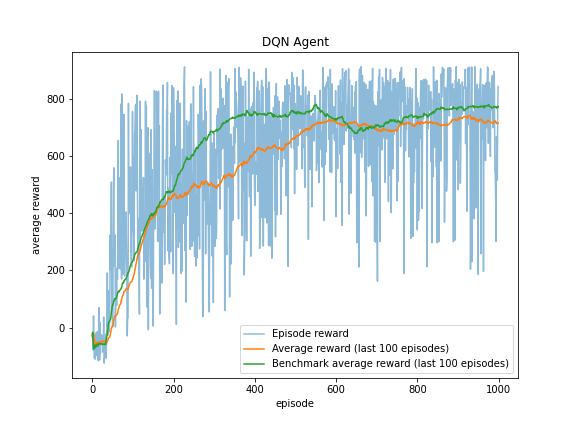 DQN Agent
800
600
400
200
0
average reward
Episode reward
Average reward (last 100 episodes)
Benchmark average reward (last 100 episodes)
0 200 400 600 800 1000
episode